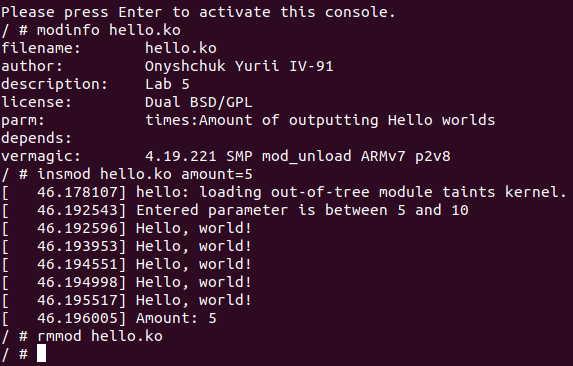 Please press Enter to activate this console.
/ # modinfo hello.ko
filename:       hello.ko
author:         Onyshchuk Yurii IV-91
description:    Lab 5
license:        Dual BSD/GPL
parm:           times:Amount of outputting Hello worlds
depends:
vermagic:       4.19.221 SMP mod_unload ARMv7 p2v8
/ # insmod hello.ko amount=5
[   46.178107] hello: loading out-of-tree module taints kernel.
[   46.192543] Entered parameter is between 5 and 10
[   46.192596] Hello, world!
[   46.193953] Hello, world!
[   46.194551] Hello, world!
[   46.194998] Hello, world!
[   46.195517] Hello, world!
[   46.196005] Amount: 5
/ # rmmod hello.ko
/ #